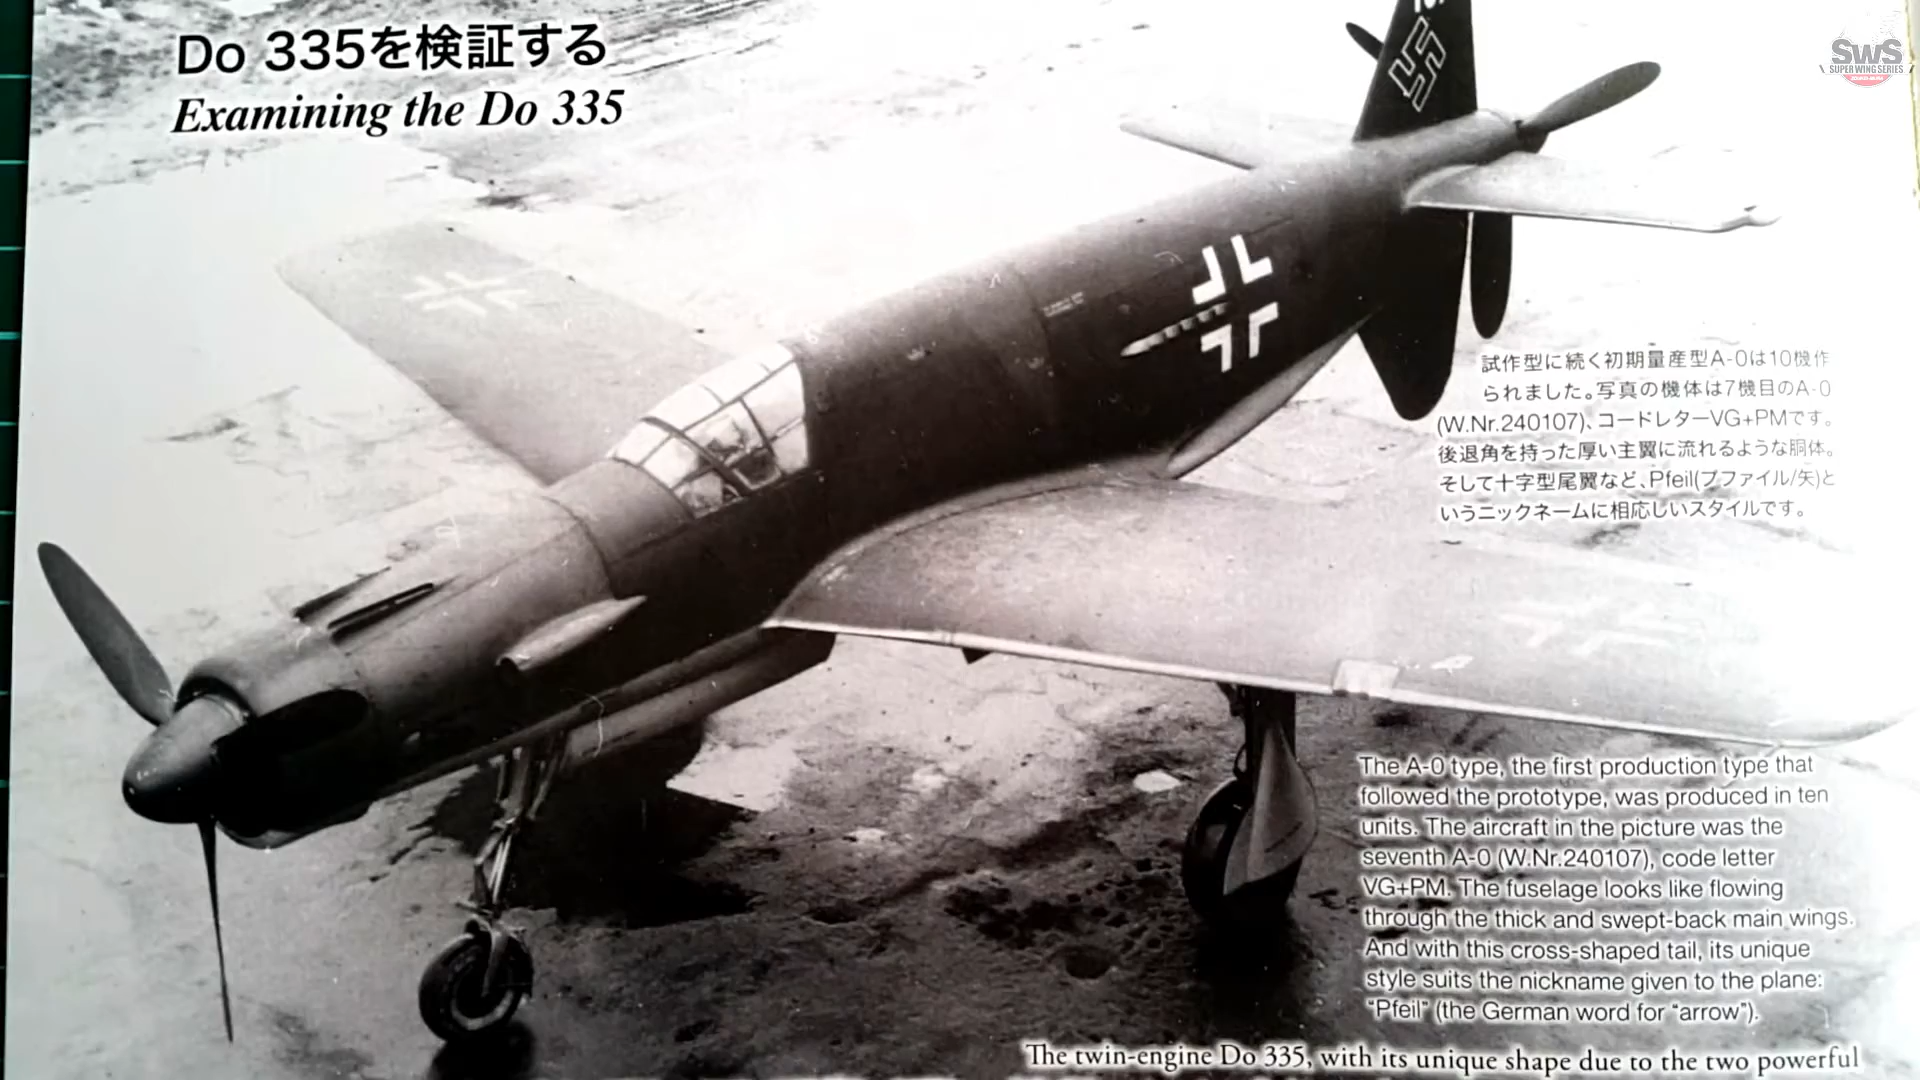 Do 335を検証する
Examining the Do 335
SWS
SUPER WING SERIES
試作型に続く初期量産型A-0は10機作
られました。写真の機体は7機目のA-0
(W.Nr.240107)、コードレターVG+PMです。
後退角を持った厚い主翼に流れるような胴体。
そして十字型尾翼など、Pfeil(プファイル/矢)と
いうニックネームに相応しいスタイルです。
The A-0 type, the first production type that
followed the prototype, was produced in ten
units. The aircraft in the picture was the
seventh A-0 (W.Nr.240107), code letter
VG+PM. The fuselage looks like flowing
through the thick and swept-back main wings.
And with this cross-shaped tail, its unique
style suits the nickname given to the plane:
"Pfeil" (the German word for "arrow").
The twin-engine Do 335, with its unique shape due to the two powerful